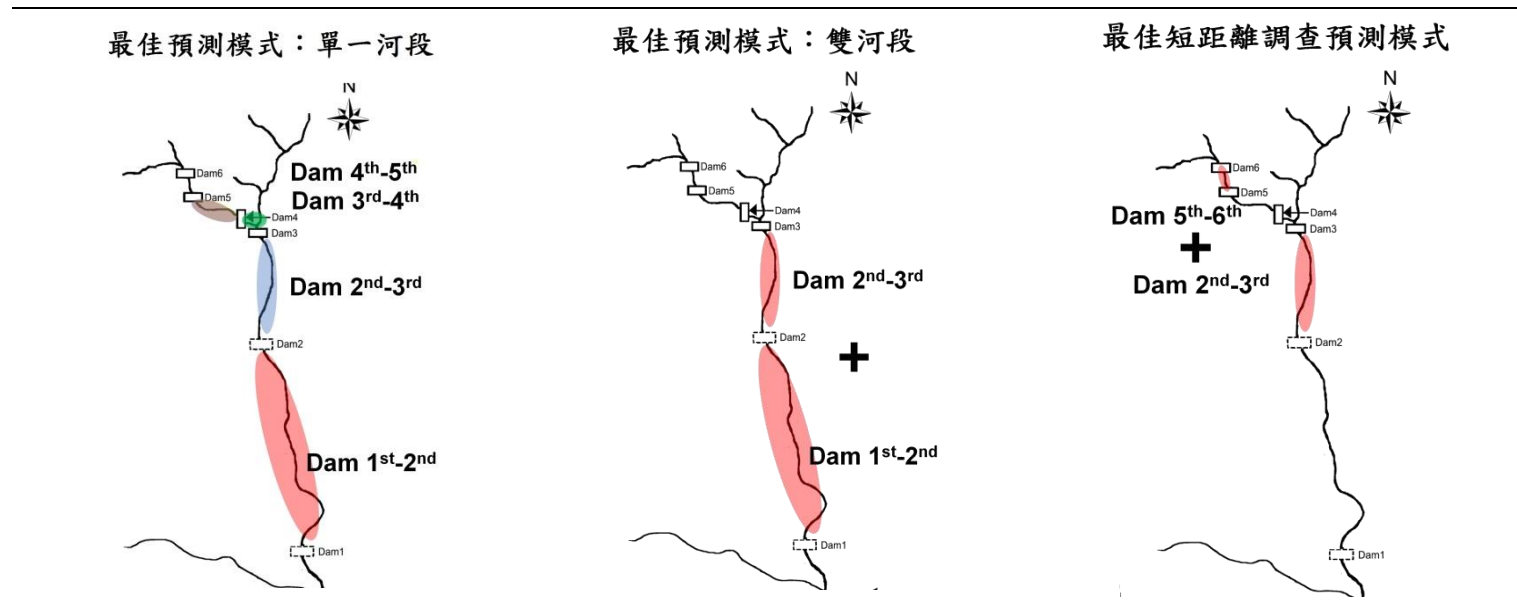 最佳預測模式：單一河段
N
Dam6
Dam 4th-5th
Dam5
Dam 3rd-4th
Dam4
Dam3
Dam 2nd-3rd
Dam2
Dam 1st-2nd
Dam1
最佳預測模式：雙河段
N
Dam6
Dam5
Dam4
Dam3
Dam 2nd-3rd
Dam2
+
Dam 1st-2nd
Dam1
最佳短距離調查預測模式
N
Dam6
Dam5
Dam 5th-6th
Dam4
+
Dam3
Dam 2nd-3rd
Dam2
Dam1